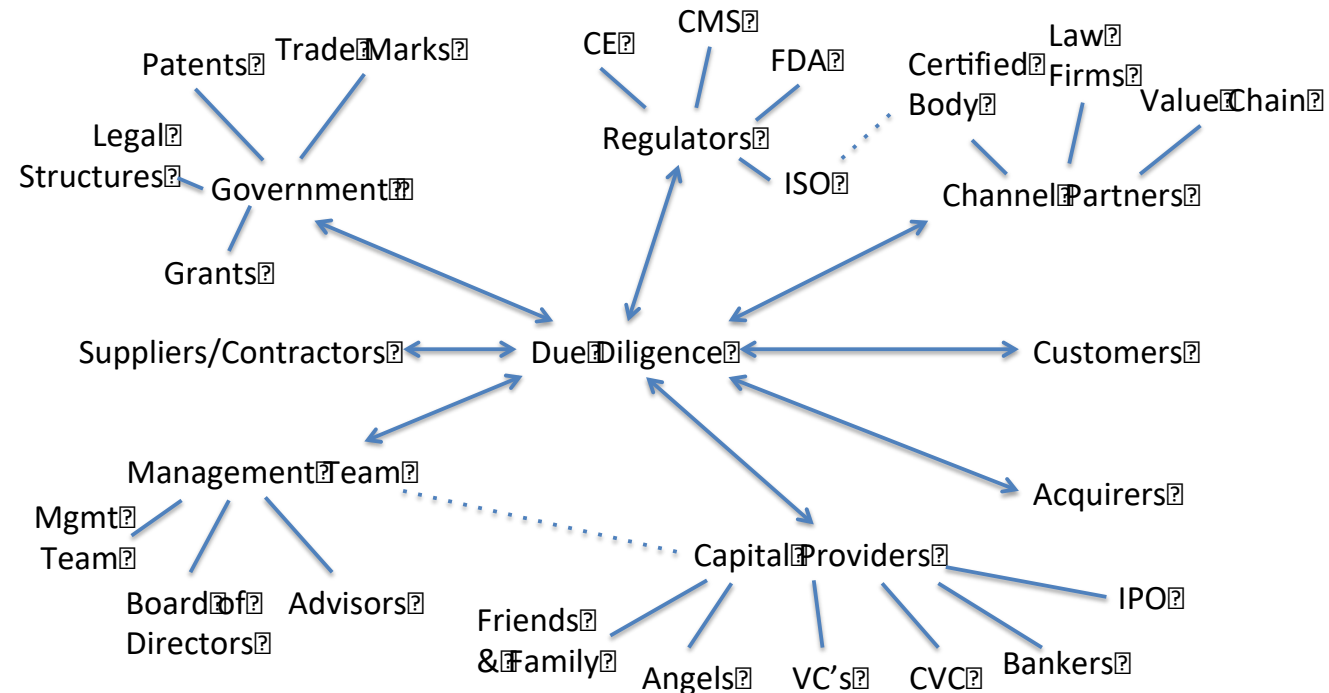 CMS
CE
Law
Firms
Trade Marks
Patents
FDA
Certified
Body
Value Chain
Legal
Structures
Regulators
Government
ISO
Channel Partners
Grants
Suppliers/Contractors
Due Diligence
Customers
Management Team
Acquirers
Mgmt
Team
Capital Providers
Board of
Directors
Advisors
Friends
& Family
IPO
Angels
VC's
CVC
Bankers